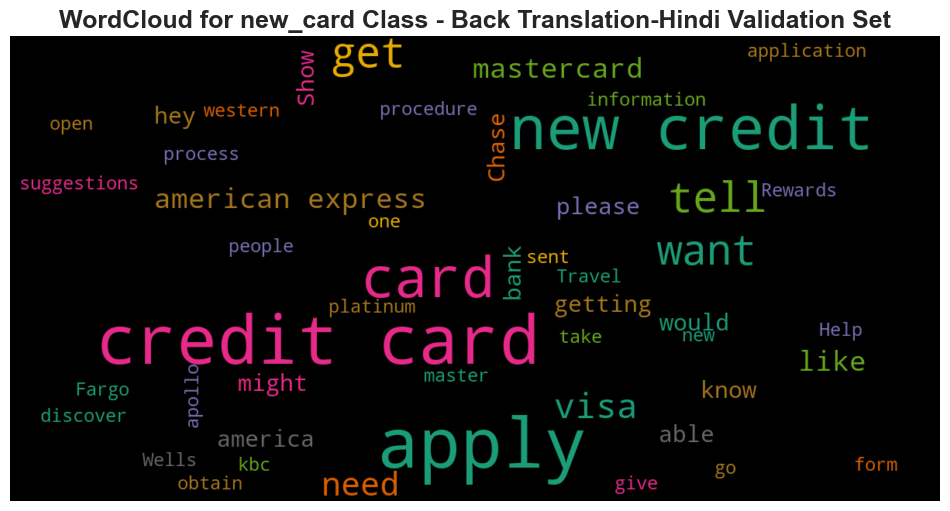 WordCloud for new_card Class - Back Translation-Hindi Validation Set
get
Show
application
mastercard
information
procedure
western
hey
open
new credit
Chase
process
suggestions
american express
please
tell
Rewards
one
people
want
bank
sent
card
Travel
platinum
getting
would
new
Help
take
credit card
like
master
might
know
Fargo
apollo
discover
visa
america
able
apply
Wells
kbc
go
form
obtain
need
give